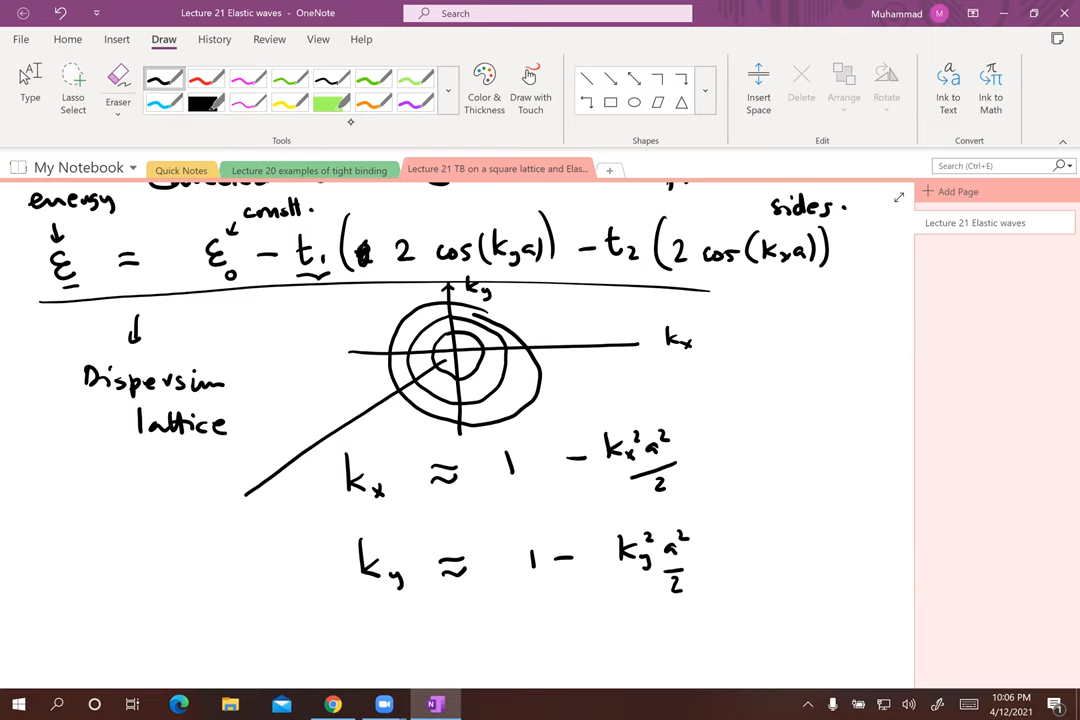 Lecture 21 Elastic waves - OneNote
Search
Muhammad M
File Home Insert Draw History Review View Help
Type
Lasso Select
Eraser
Color & Thickness
Draw with Touch
Insert Space
Delete
Arrange
Rotate
Ink to Text
Ink to Math
Tools
Shapes
Edit
Convert
My Notebook
Quick Notes
Lecture 20 examples of tight binding
Lecture 21 TB on a square lattice and Elas...
Search (Ctrl+E)
Add Page
Lecture 21 Elastic waves
energy
constt.
sides.
ε = ε₀ - t₁ ( 2 cos(kya)) - t₂ (2 cos(kxa))
ky
kx
Dispersim
lattice
kx ≈ 1 - kx²a²/2
ky ≈ 1 - ky²a²/2
10:06 PM
4/12/2021
1